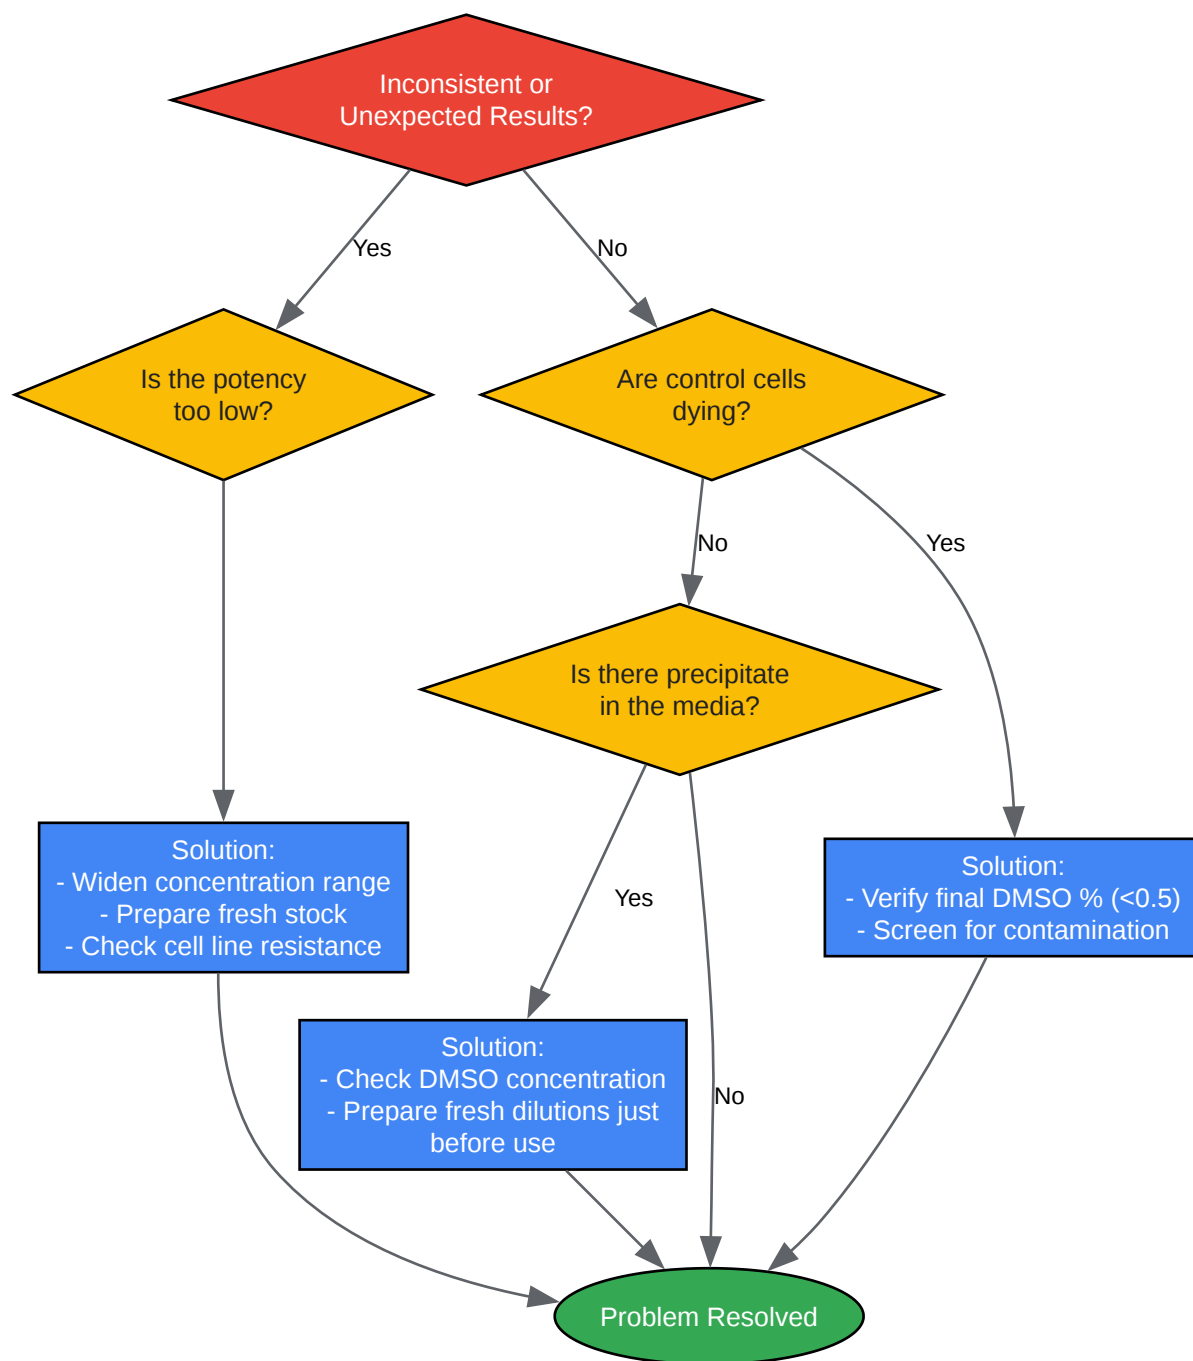 Inconsistent or
Unexpected Results?
Yes
No
Is the potency
too low?
Are control cells
dying?
No
Yes
Is there precipitate
in the media?
Solution:
- Widen concentration range
- Prepare fresh stock
- Check cell line resistance
Solution:
- Verify final DMSO % (<0.5)
- Screen for contamination
Yes
Solution:
- Check DMSO concentration
- Prepare fresh dilutions just
before use
No
Problem Resolved